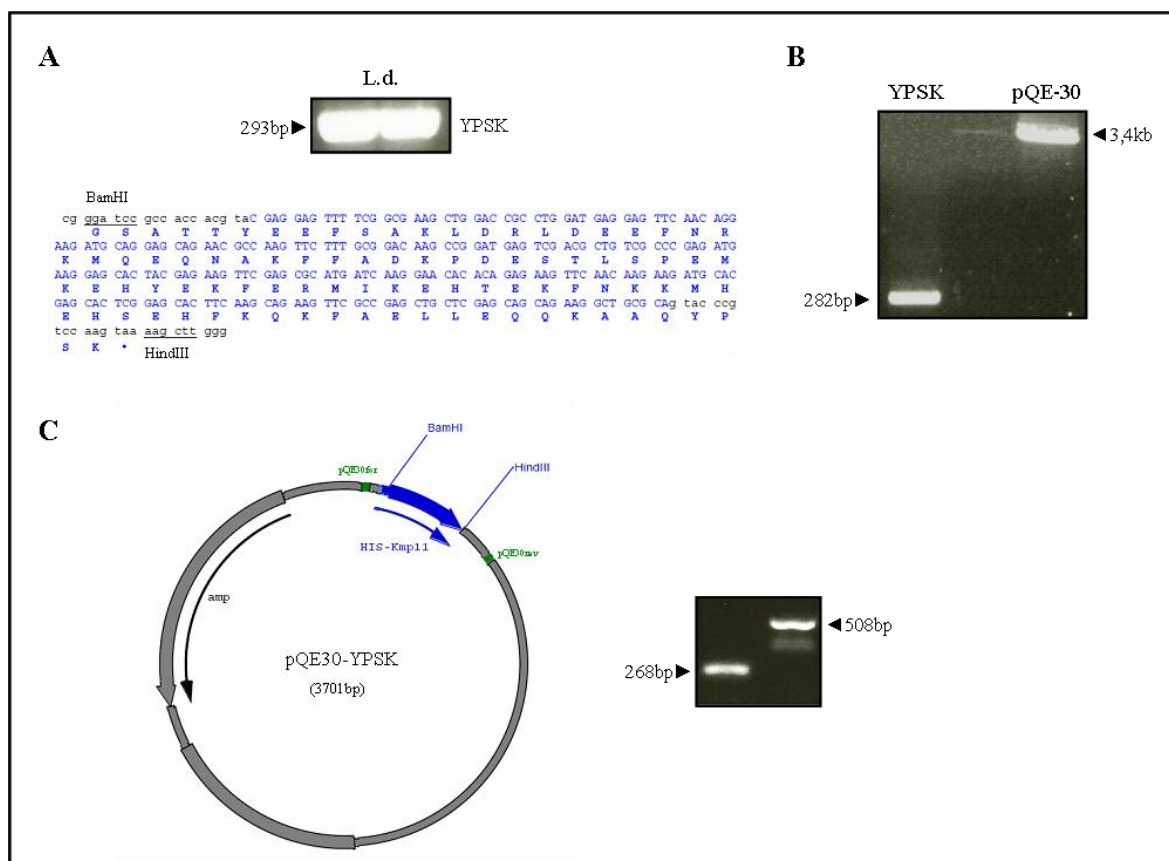 A
L.d.
293bp
YPSK
BamHI
cg gga tcc gcc acc acg taC GAG GAG TTT TCG GCG AAG CTG GAC CGC CTG GAT GAG GAG TTC AAC AGG
G S A T T Y E E F S A K L D R L D E E F N R
AAG ATG CAG GAG CAG AAC GCC AAG TTC TTT GCG GAC AAG CCG GAT GAG TCG ACG CTG TCG CCC GAG ATG
K M Q E Q N A K F F A D K P D E S T L S P E M
AAG GAG CAC TAC GAG AAG TTC GAG CGC ATG ATC AAG GAA CAC ACA GAG AAG TTC AAC AAG AAG ATG CAC
K E H Y E K F E R M I K E H T E K F N K K M H
GAG CAC TCG GAG CAC TTC AAG CAG AAG TTC GCC GAG CTG CTC GAG CAG CAG AAG GCT GCG CAg tac ccg
E H S E H F K Q K F A E L L E Q Q K A A Q Y P
tcc aag taa aag ctt ggg
S K *
HindIII
B
YPSK pQE-30
3,4kb
282bp
C
BamHI
pQE30for
HindIII
HIS-Kmp11
pQE30rev
amp
pQE30-YPSK
(3701bp)
508bp
268bp